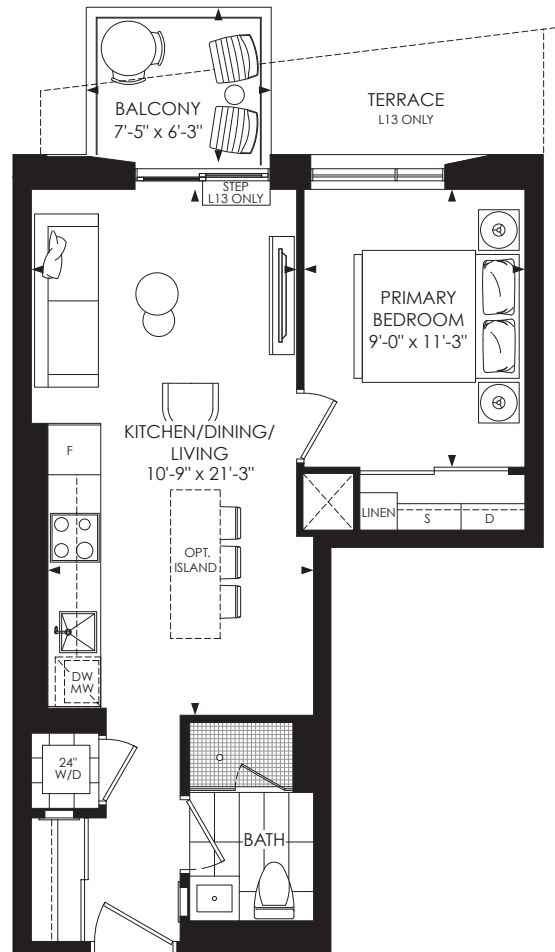 BALCONY
7'-5" x 6'-3"
TERRACE
L13 ONLY
STEP
L13 ONLY
PRIMARY
BEDROOM
9'-0" x 11'-3"
KITCHEN/DINING/
LIVING
10'-9" x 21'-3"
F
LINEN
S
D
OPT.
ISLAND
DW
MW
24"
W/D
BATH